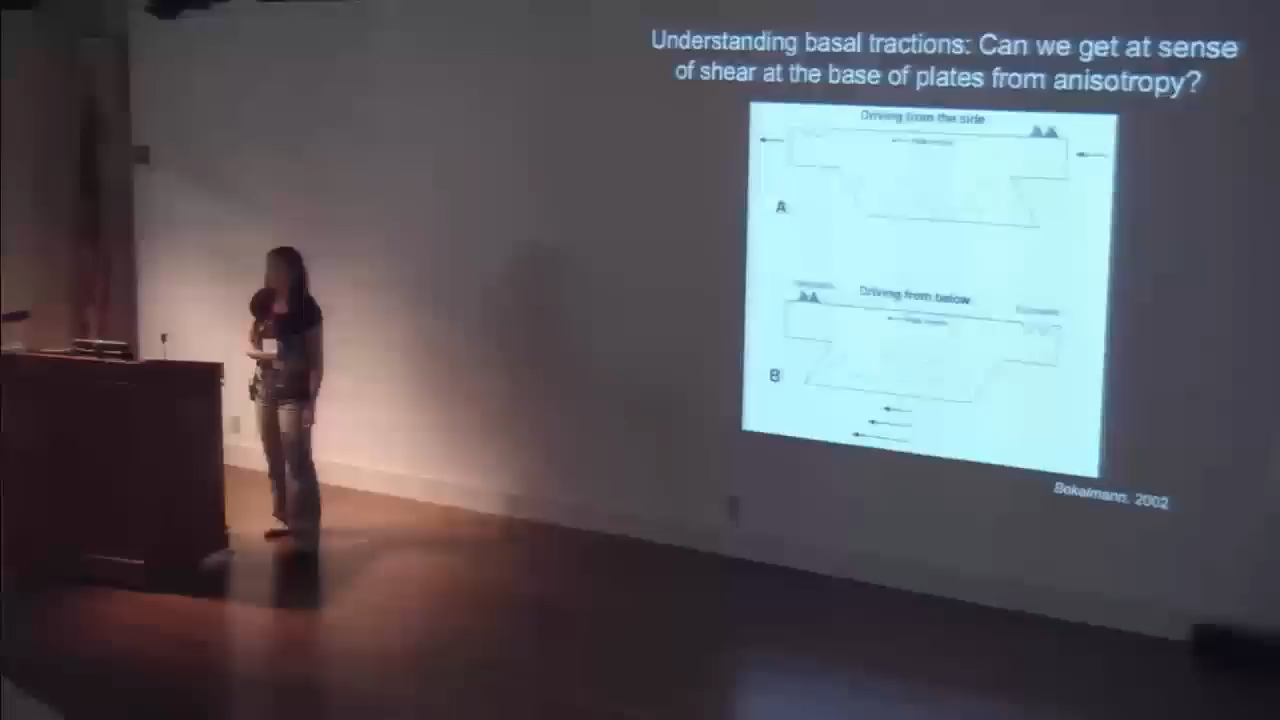 Understanding basal tractions: Can we get at sense
of shear at the base of plates from anisotropy?
Driving from the side
A
Driving from below
B
Bokelmann, 2002